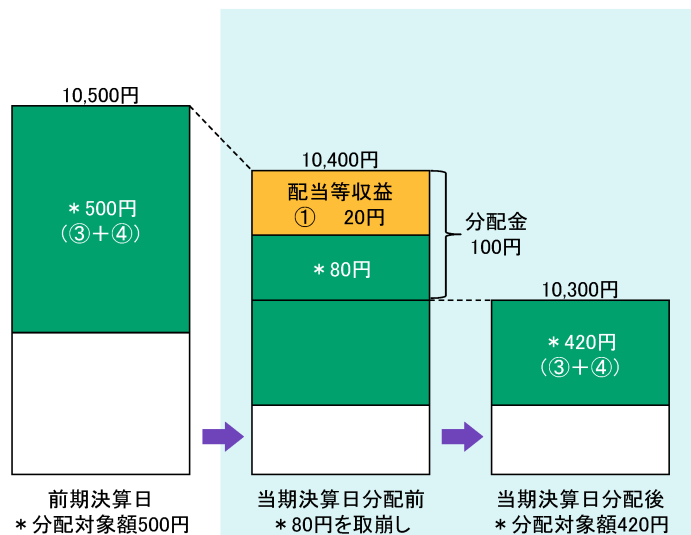 10,500円
＊500円
（③＋④）
前期決算日
＊分配対象額500円
10,400円
配当等収益
① 20円
＊80円
分配金
100円
当期決算日分配前
＊80円を取崩し
10,300円
＊420円
（③＋④）
当期決算日分配後
＊分配対象額420円